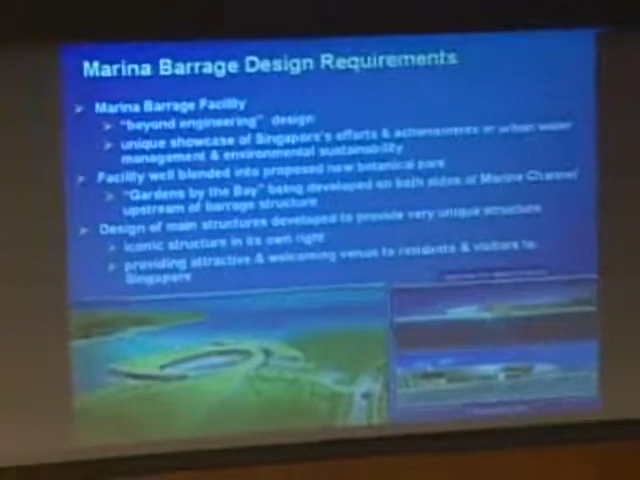 Marina Barrage Design Requirements
Marina Barrage Facility
"beyond engineering" design
unique showcase of Singapore's efforts & achievements in urban water
management & environmental sustainability
Facility well blended into proposed new botanical park
"Gardens by the Bay" being developed on both sides of Marina Channel
upstream of barrage structure
Design of main structures developed to provide very unique structure
iconic structure in its own right
providing attractive & welcoming venue to residents & visitors to
Singapore